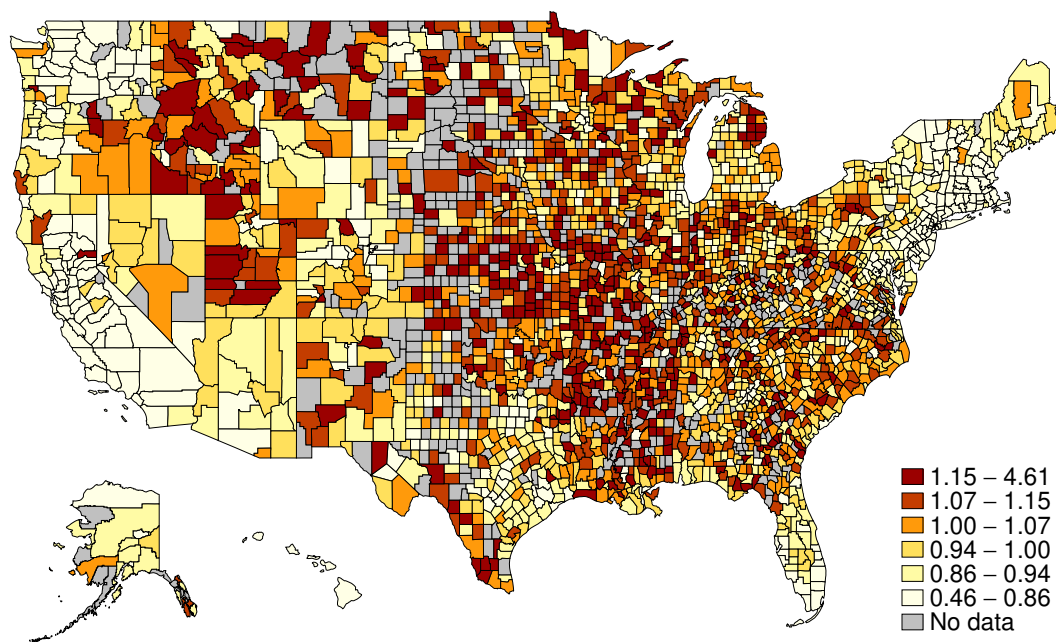 1.15 – 4.61
1.07 – 1.15
1.00 – 1.07
0.94 – 1.00
0.86 – 0.94
0.46 – 0.86
No data